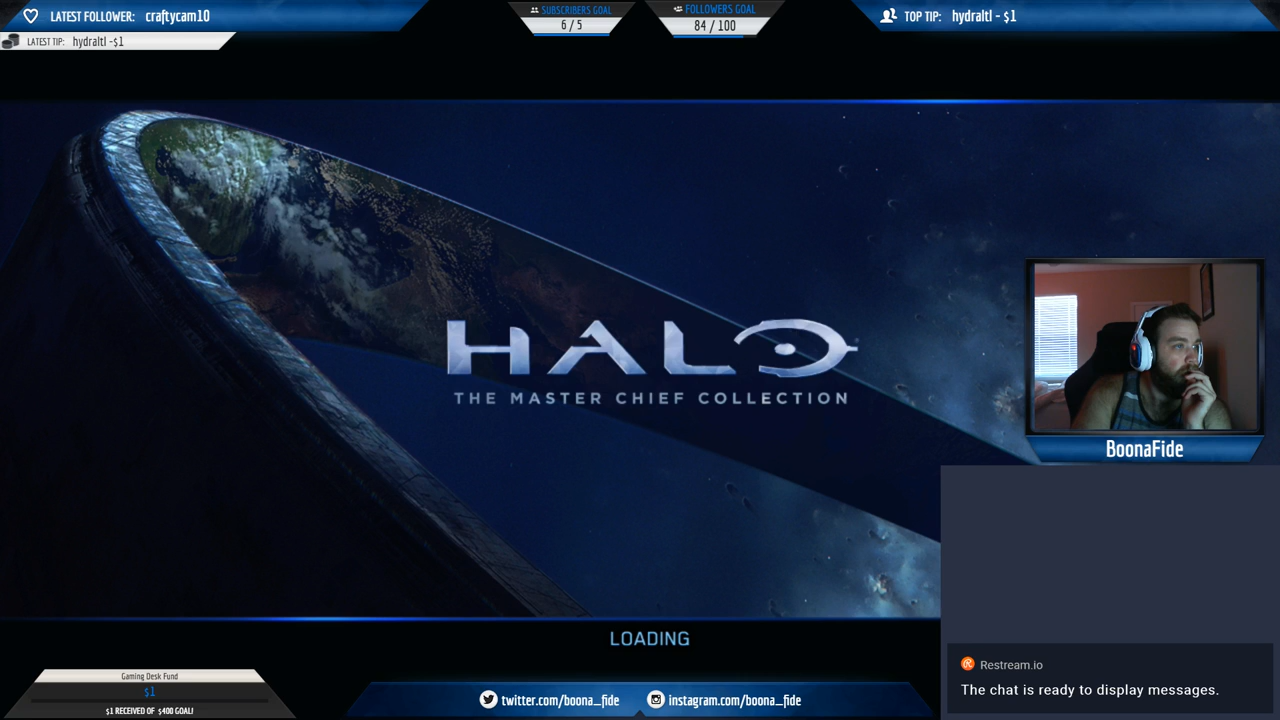 LATEST FOLLOWER: craftycam10
SUBSCRIBERS GOAL
6 / 5
FOLLOWERS GOAL
84 / 100
TOP TIP: hydraltl - $1
LATEST TIP: hydraltl -$1
HALO
THE MASTER CHIEF COLLECTION
BoonaFide
LOADING
Restream.io
The chat is ready to display messages.
Gaming Desk Fund
$1
$1 RECEIVED OF $400 GOAL!
twitter.com/boona_fide
instagram.com/boona_fide